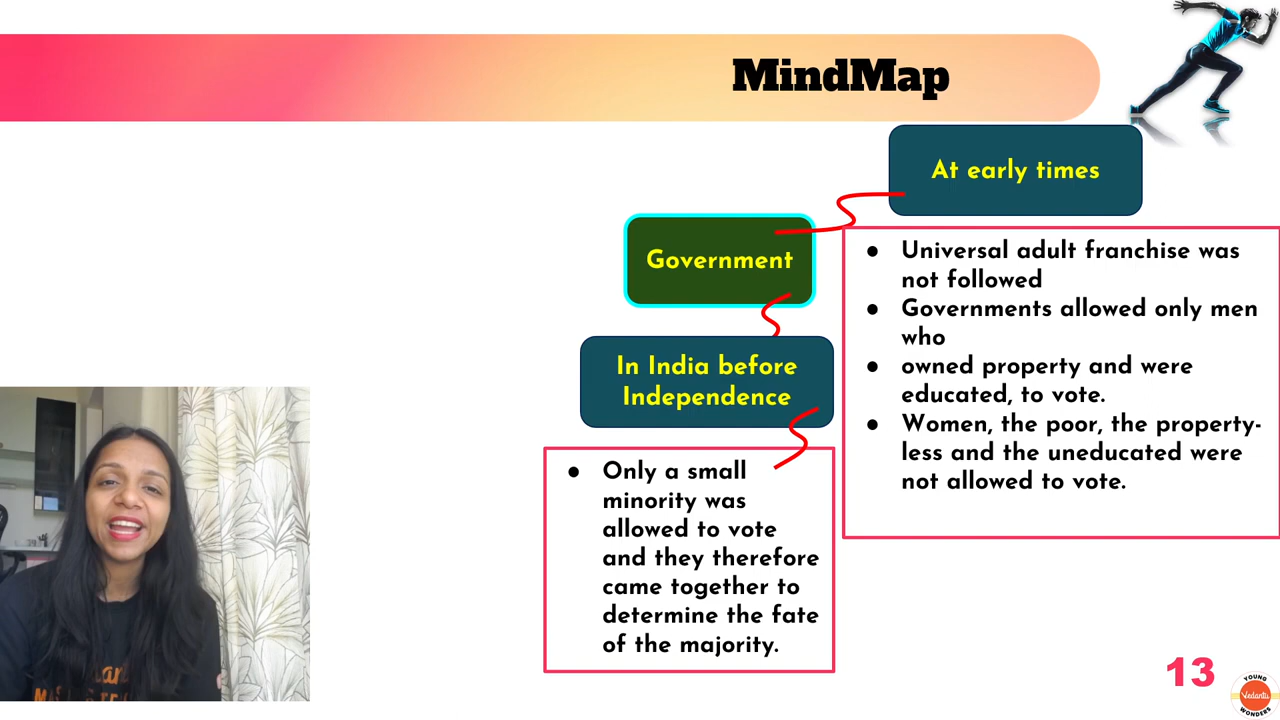 MindMap
At early times
Government
● Universal adult franchise was
not followed
● Governments allowed only men
who
● owned property and were
educated, to vote.
● Women, the poor, the property-
less and the uneducated were
not allowed to vote.
In India before
Independence
● Only a small
minority was
allowed to vote
and they therefore
came together to
determine the fate
of the majority.
13
YOUNG
Vedantu
WONDERS